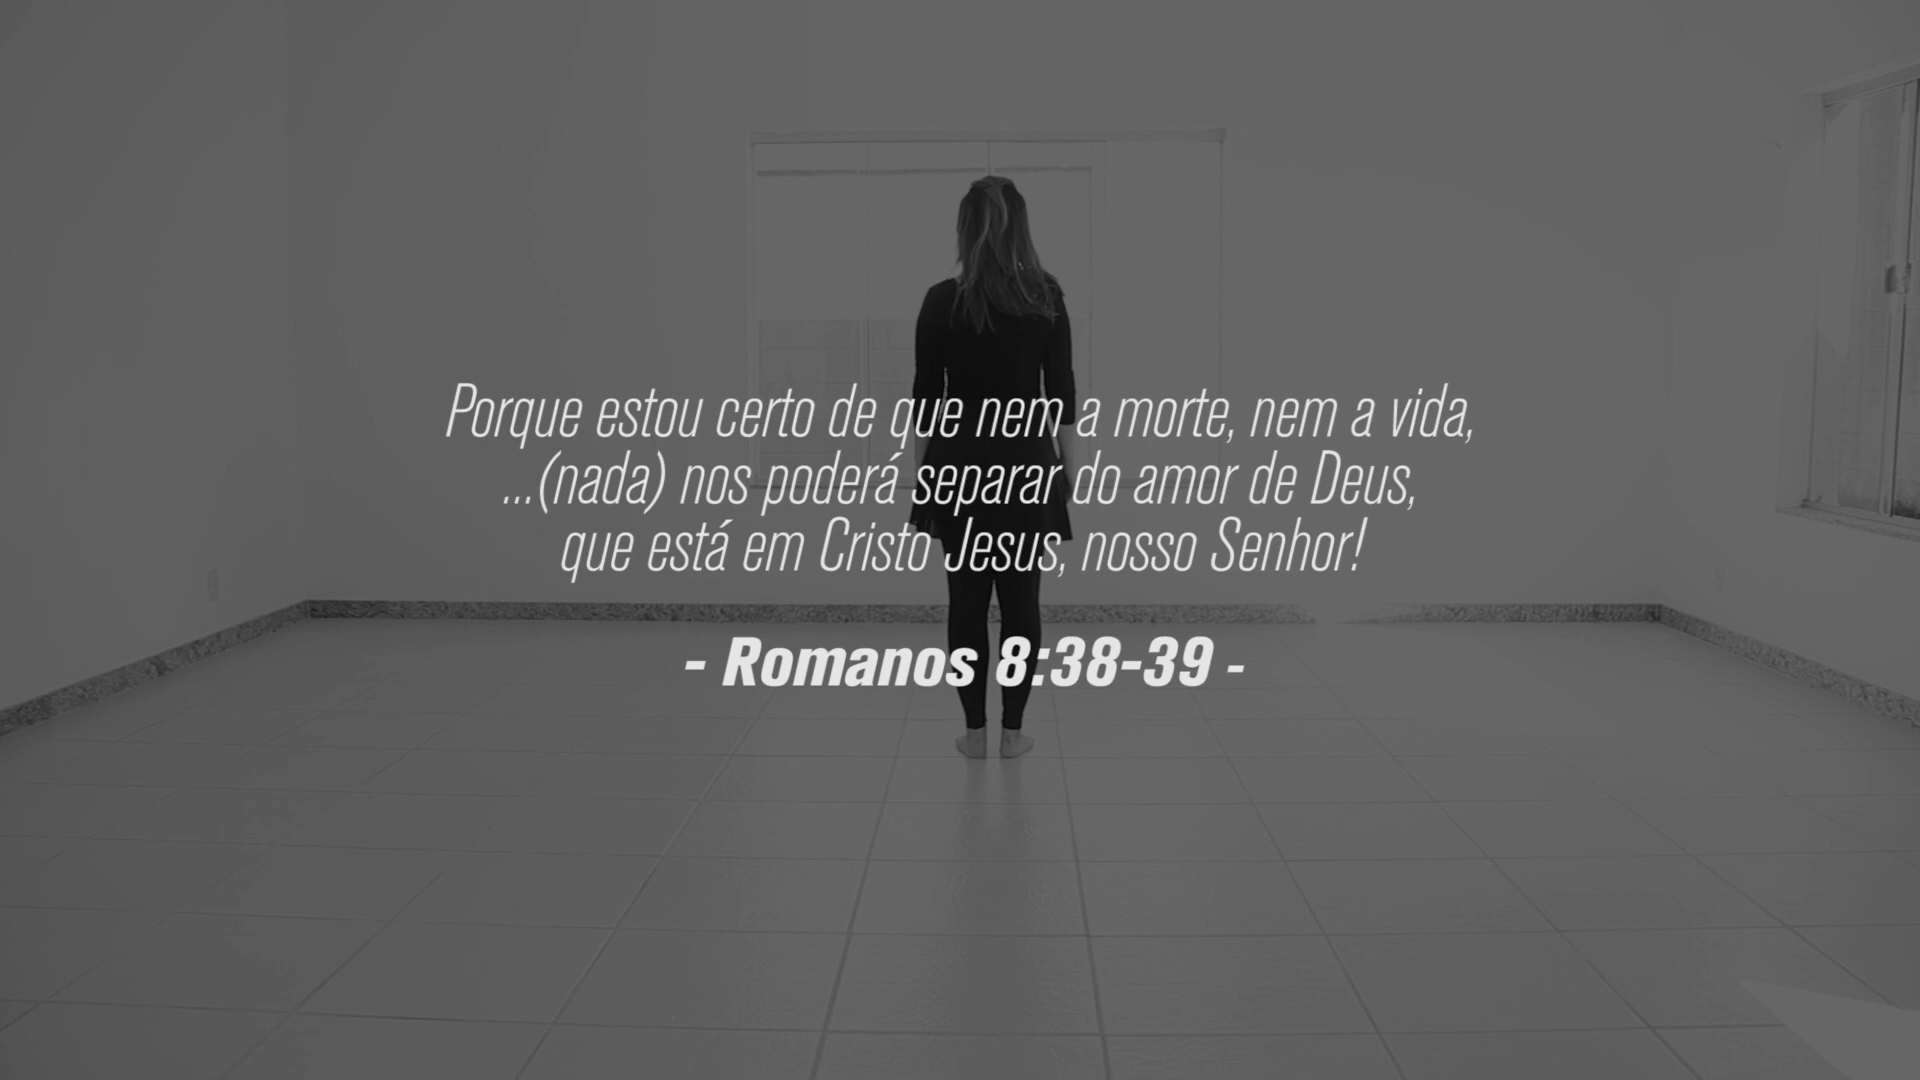 Porque estou certo de que nem a morte, nem a vida,
...(nada) nos poderá separar do amor de Deus,
que está em Cristo Jesus, nosso Senhor!
- Romanos 8:38-39 -